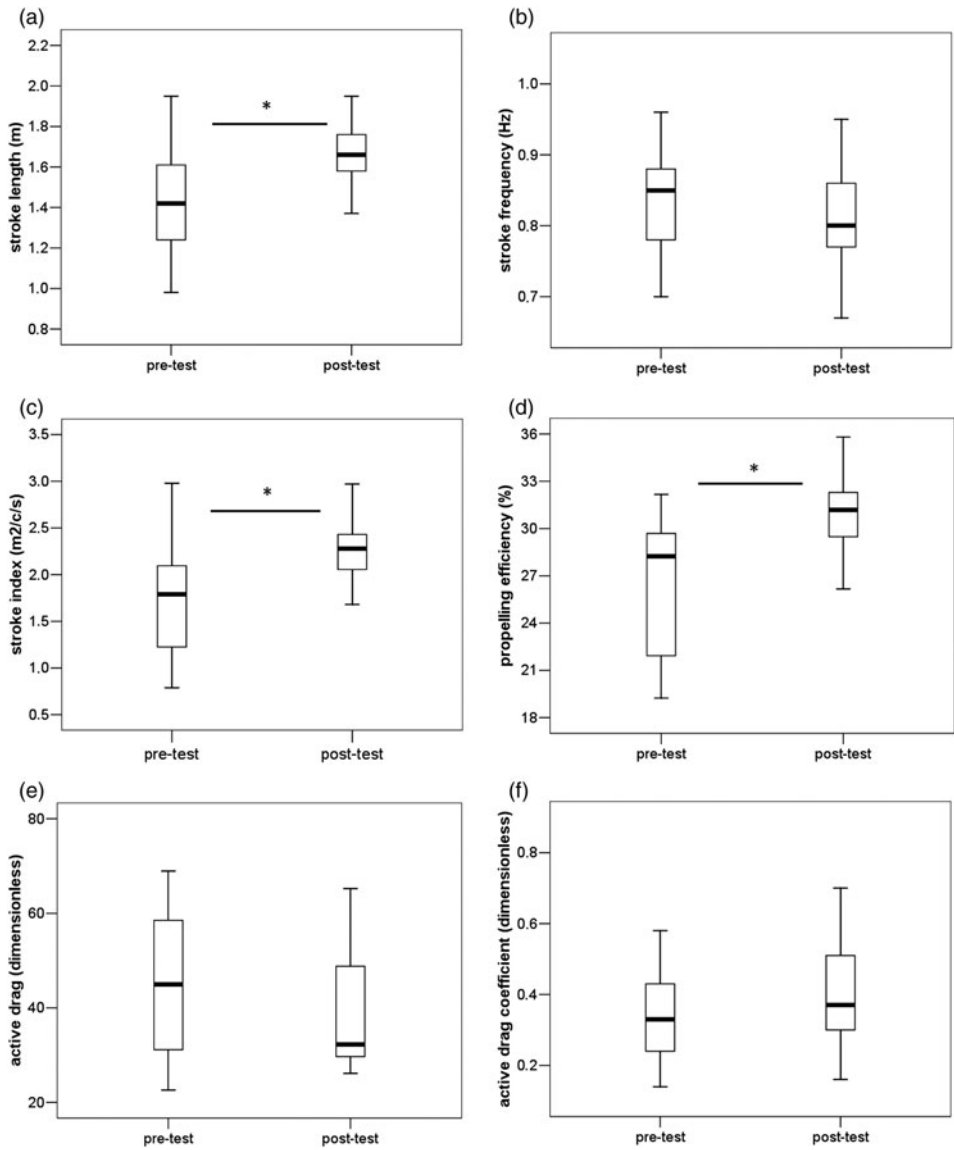 (a)
stroke length (m)
2.2
2.0
1.8
1.6
1.4
1.2
1.0
0.8
*
pre-test
post-test
(b)
stroke frequency (Hz)
1.0
0.9
0.8
0.7
pre-test
post-test
(c)
stroke index (m2/c/s)
3.5
3.0
2.5
2.0
1.5
1.0
0.5
*
pre-test
post-test
(d)
propelling efficiency (%)
36
33
30
27
24
21
18
*
pre-test
post-test
(e)
active drag (dimensionless)
80
60
40
20
pre-test
post-test
(f)
active drag coefficient (dimensionless)
0.8
0.6
0.4
0.2
pre-test
post-test